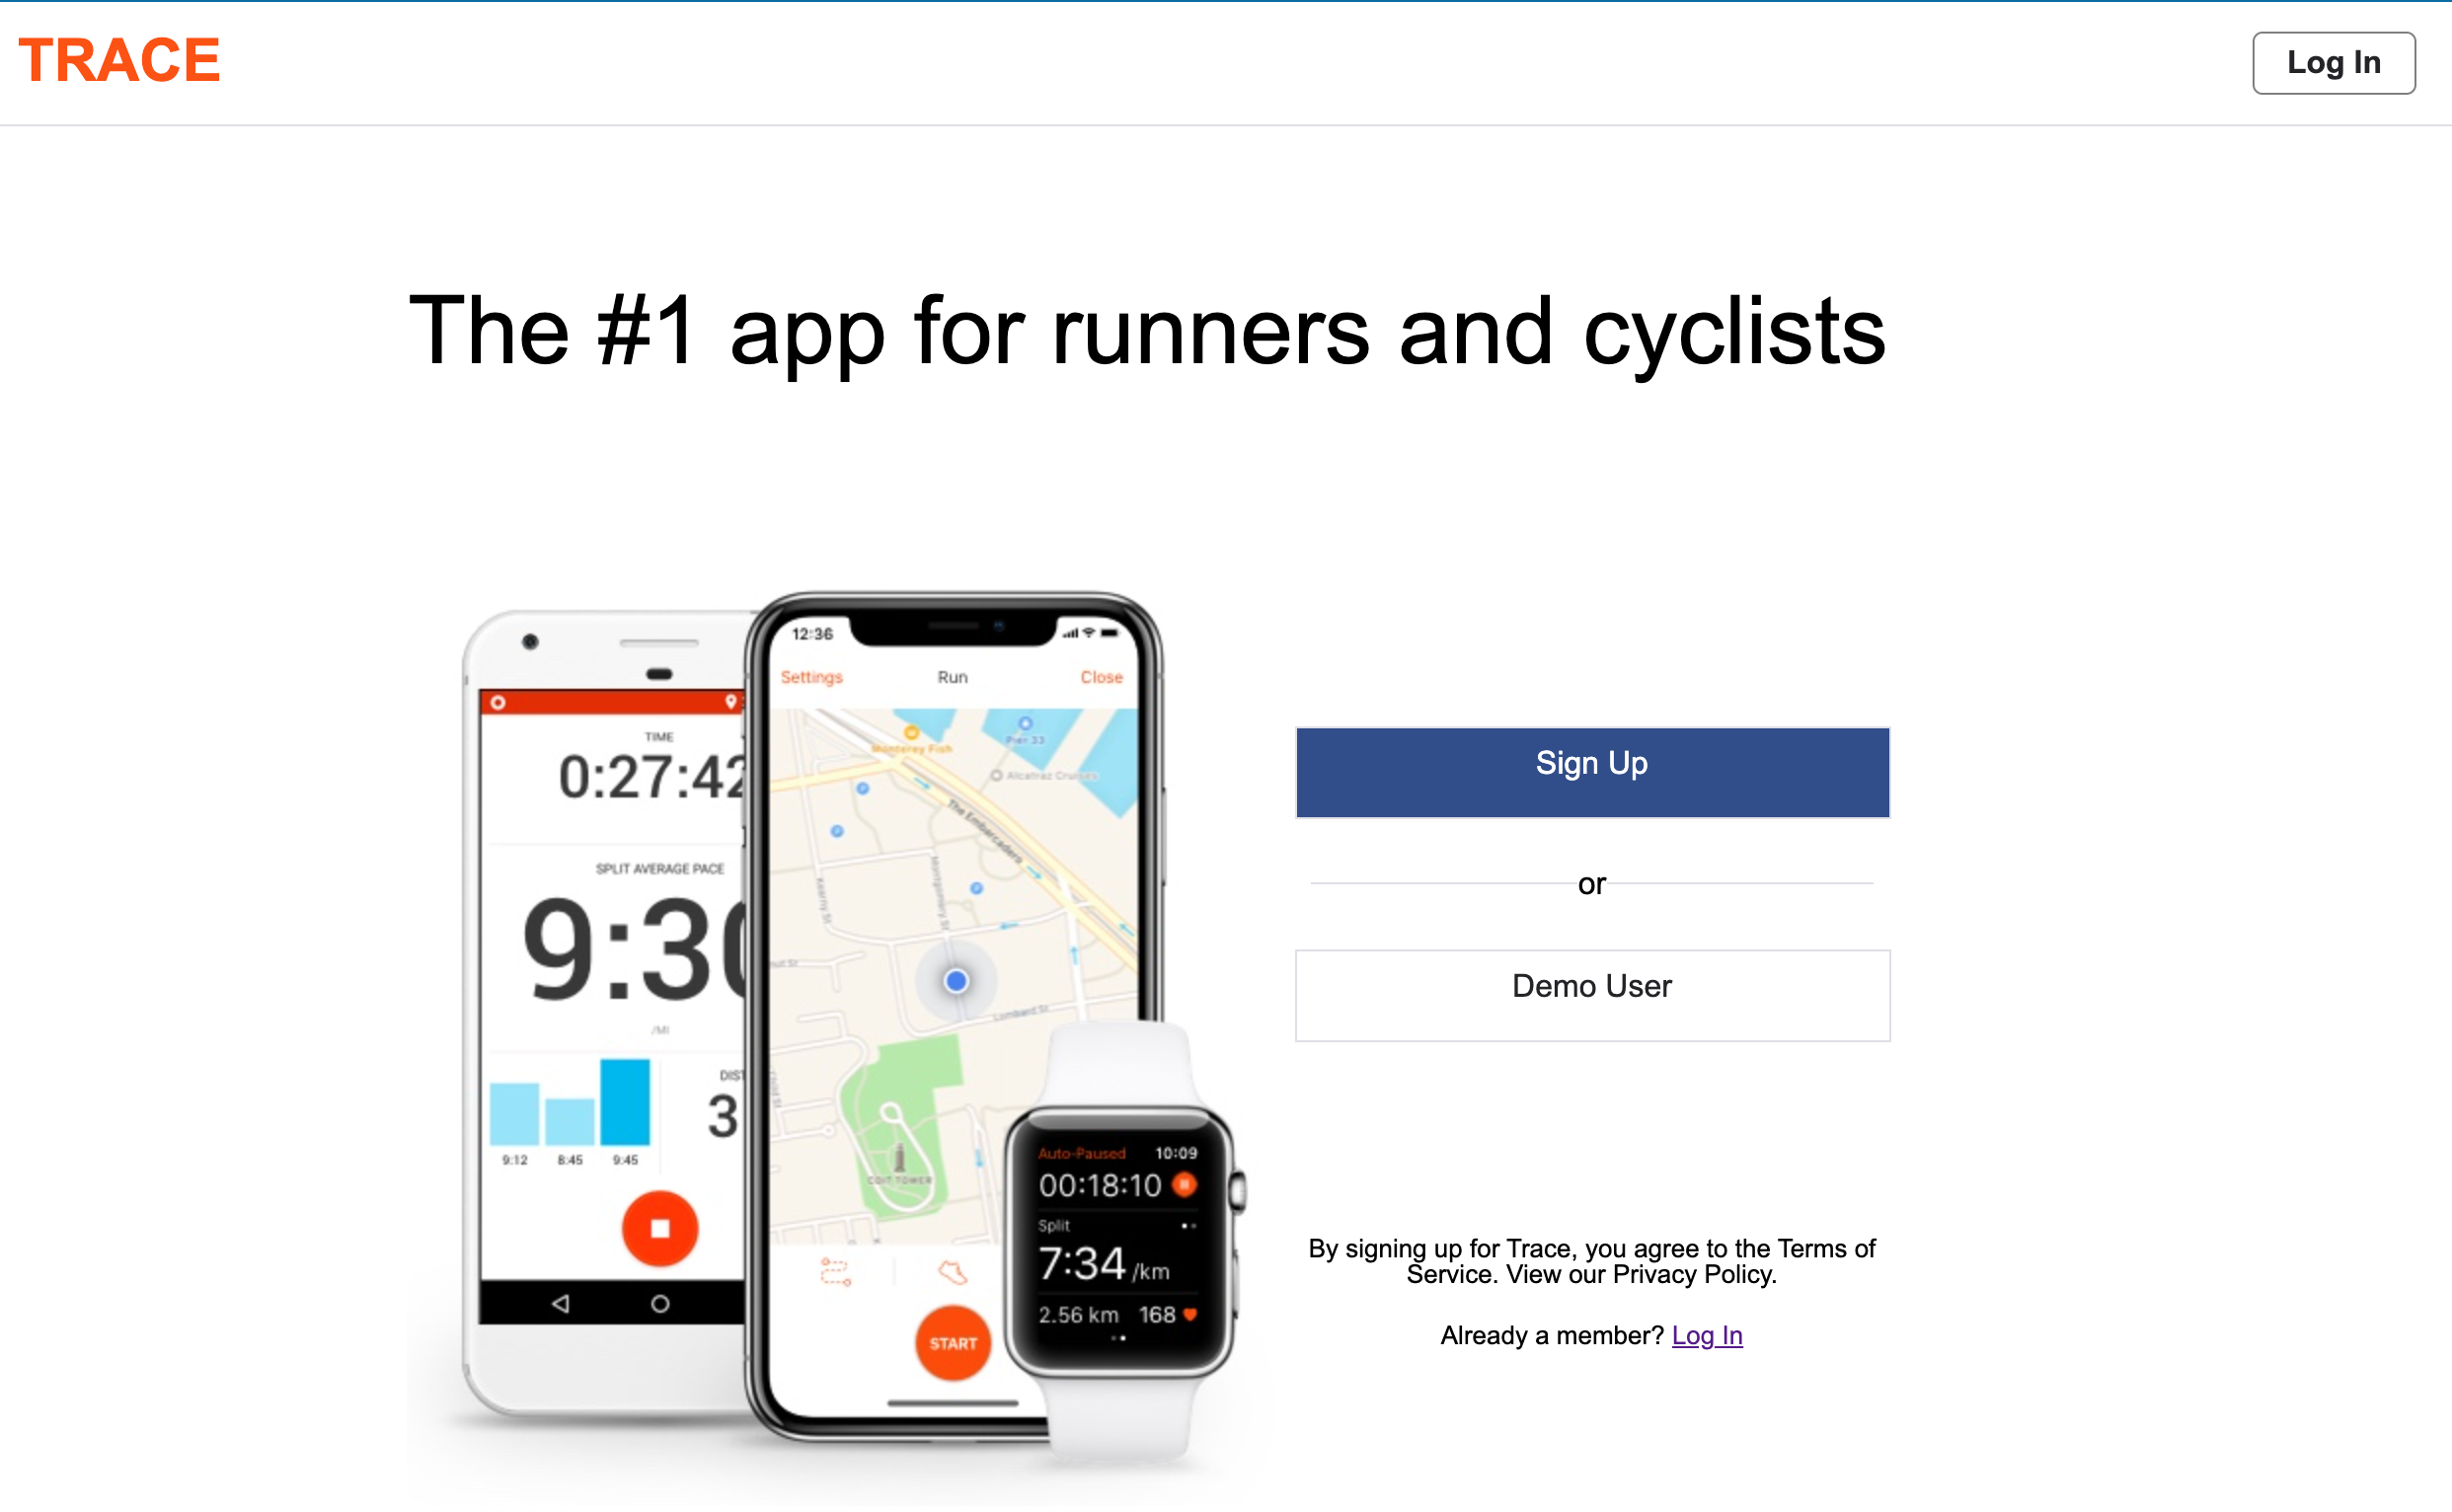 TRACE
Log In
The #1 app for runners and cyclists
TIME
0:27:42
SPLIT AVERAGE PACE
9:30
/MI
DIST
3
9:12 8:45 9:45
12:36
Settings Run Close
Monterey Fish
Pier 33
Alcatraz Cruises
The Embarcadero
Kearny St
Montgomery St
Lombard St
COIT TOWER
START
Auto-Paused 10:09
00:18:10
Split
7:34 /km
2.56 km 168
Sign Up
or
Demo User
By signing up for Trace, you agree to the Terms of
Service. View our Privacy Policy.
Already a member? Log In